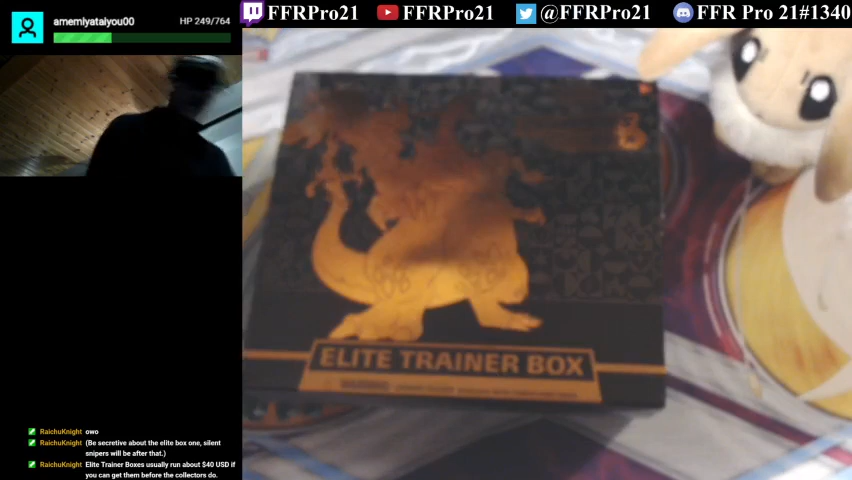 amemiyataiyou00
HP 249/764
FFRPro21
FFRPro21
@FFRPro21
FFR Pro 21#1340
ELITE TRAINER BOX
RaichuKnight owo
RaichuKnight (Be secretive about the elite box one, silent
snipers will be after that.)
RaichuKnight Elite Trainer Boxes usually run about $40 USD if
you can get them before the collectors do.